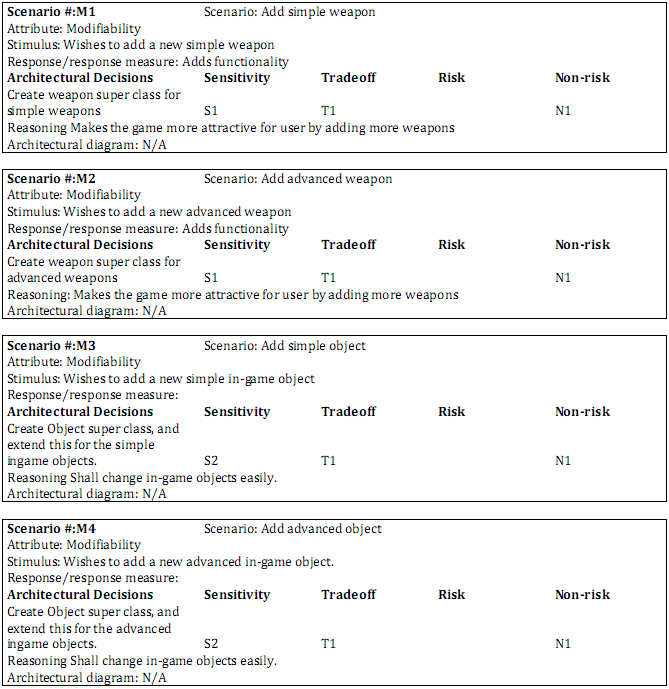 Scenario #:M1 Scenario: Add simple weapon
Attribute: Modifiability
Stimulus: Wishes to add a new simple weapon
Response/response measure: Adds functionality
Architectural Decisions Sensitivity Tradeoff Risk Non-risk
Create weapon super class for
simple weapons S1 T1 N1
Reasoning Makes the game more attractive for user by adding more weapons
Architectural diagram: N/A
Scenario #:M2 Scenario: Add advanced weapon
Attribute: Modifiability
Stimulus: Wishes to add a new advanced weapon
Response/response measure: Adds functionality
Architectural Decisions Sensitivity Tradeoff Risk Non-risk
Create weapon super class for
advanced weapons S1 T1 N1
Reasoning: Makes the game more attractive for user by adding more weapons
Architectural diagram: N/A
Scenario #:M3 Scenario: Add simple object
Attribute: Modifiability
Stimulus: Wishes to add a new simple in-game object
Response/response measure:
Architectural Decisions Sensitivity Tradeoff Risk Non-risk
Create Object super class, and
extend this for the simple
ingame objects. S2 T1 N1
Reasoning Shall change in-game objects easily.
Architectural diagram: N/A
Scenario #:M4 Scenario: Add advanced object
Attribute: Modifiability
Stimulus: Wishes to add a new advanced in-game object.
Response/response measure:
Architectural Decisions Sensitivity Tradeoff Risk Non-risk
Create Object super class, and
extend this for the advanced
ingame objects. S2 T1 N1
Reasoning Shall change in-game objects easily.
Architectural diagram: N/A